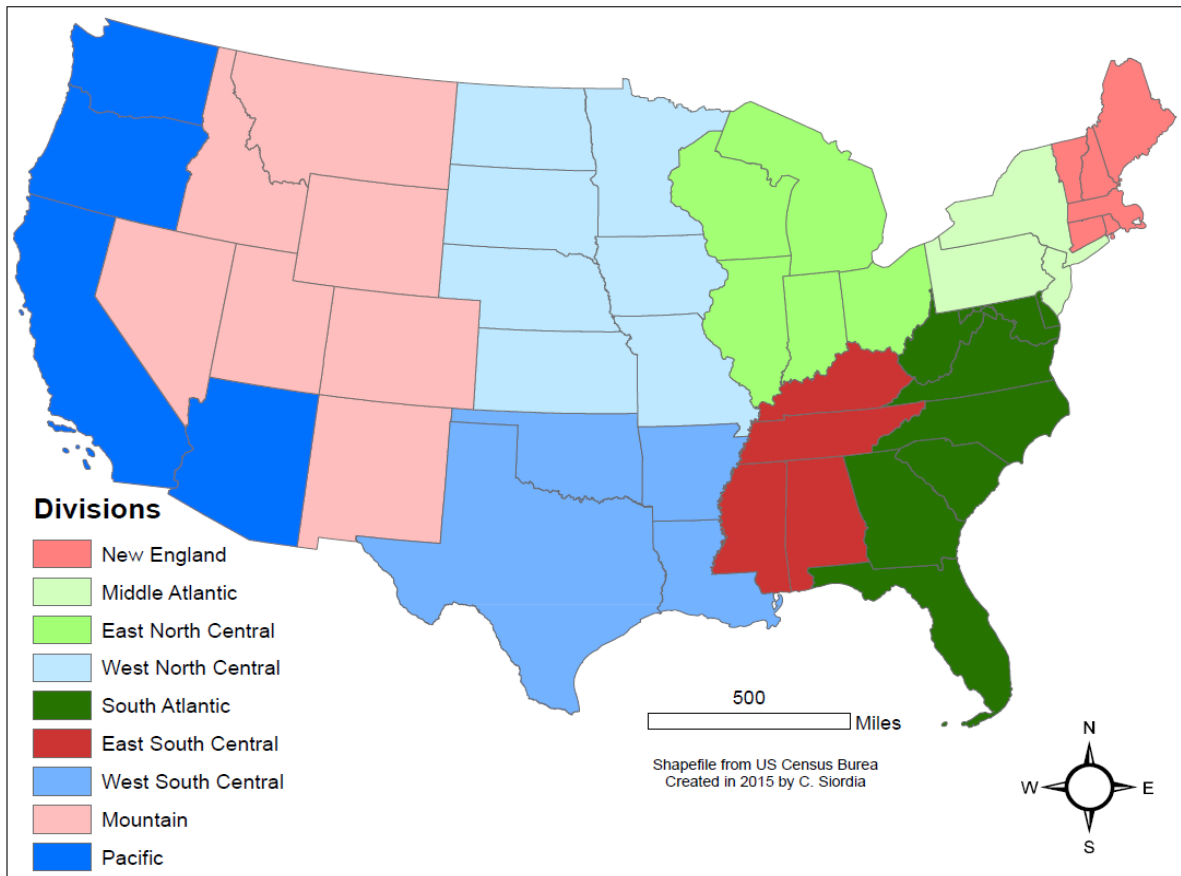 Divisions
New England
Middle Atlantic
East North Central
West North Central
South Atlantic
East South Central
West South Central
Mountain
Pacific
500
Miles
Shapefile from US Census Burea
Created in 2015 by C. Siordia
N
W
E
S